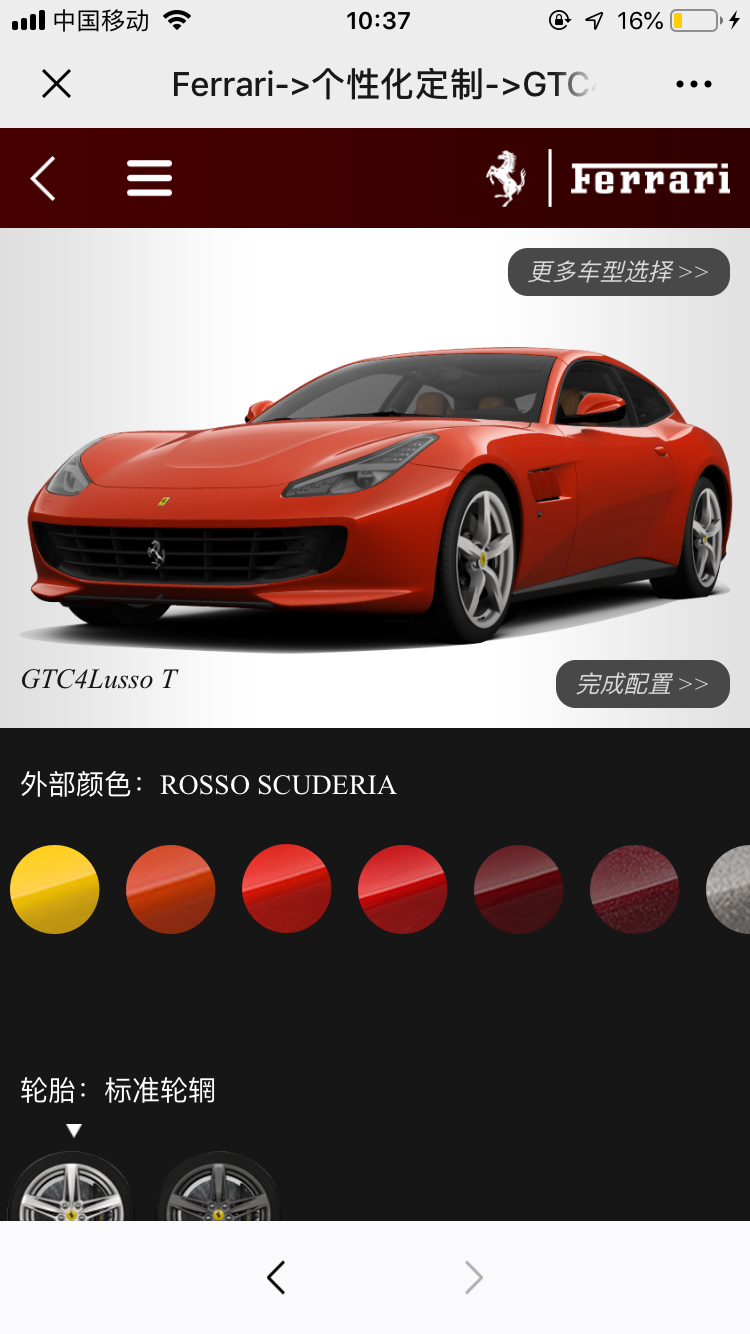 中国移动
10:37
16%
Ferrari->个性化定制->GTC
Ferrari
更多车型选择 >>
GTC4Lusso T
完成配置 >>
外部颜色：ROSSO SCUDERIA
轮胎：标准轮辋